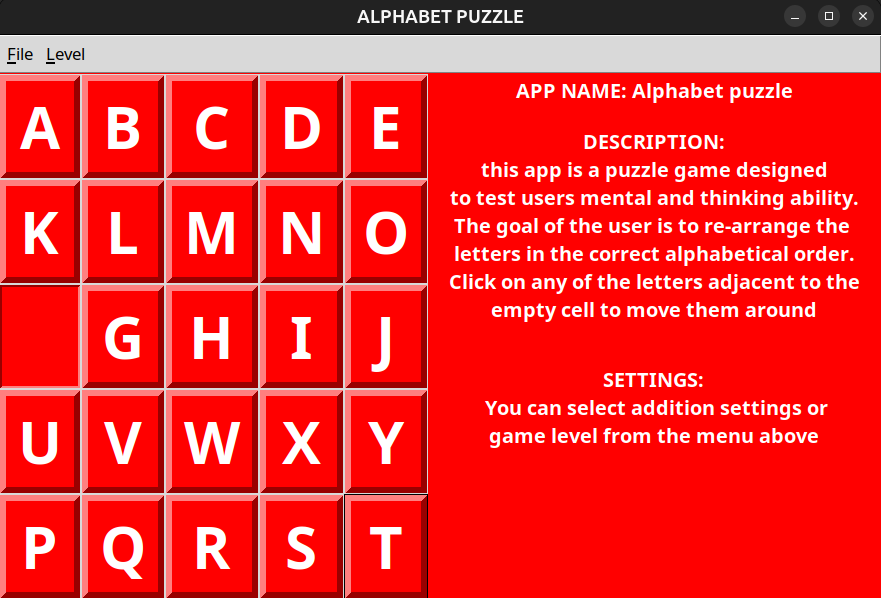 ALPHABET PUZZLE
File Level
A B C D E
K L M N O
G H I J
U V W X Y
P Q R S T
APP NAME: Alphabet puzzle
DESCRIPTION:
this app is a puzzle game designed
to test users mental and thinking ability.
The goal of the user is to re-arrange the
letters in the correct alphabetical order.
Click on any of the letters adjacent to the
empty cell to move them around
SETTINGS:
You can select addition settings or
game level from the menu above